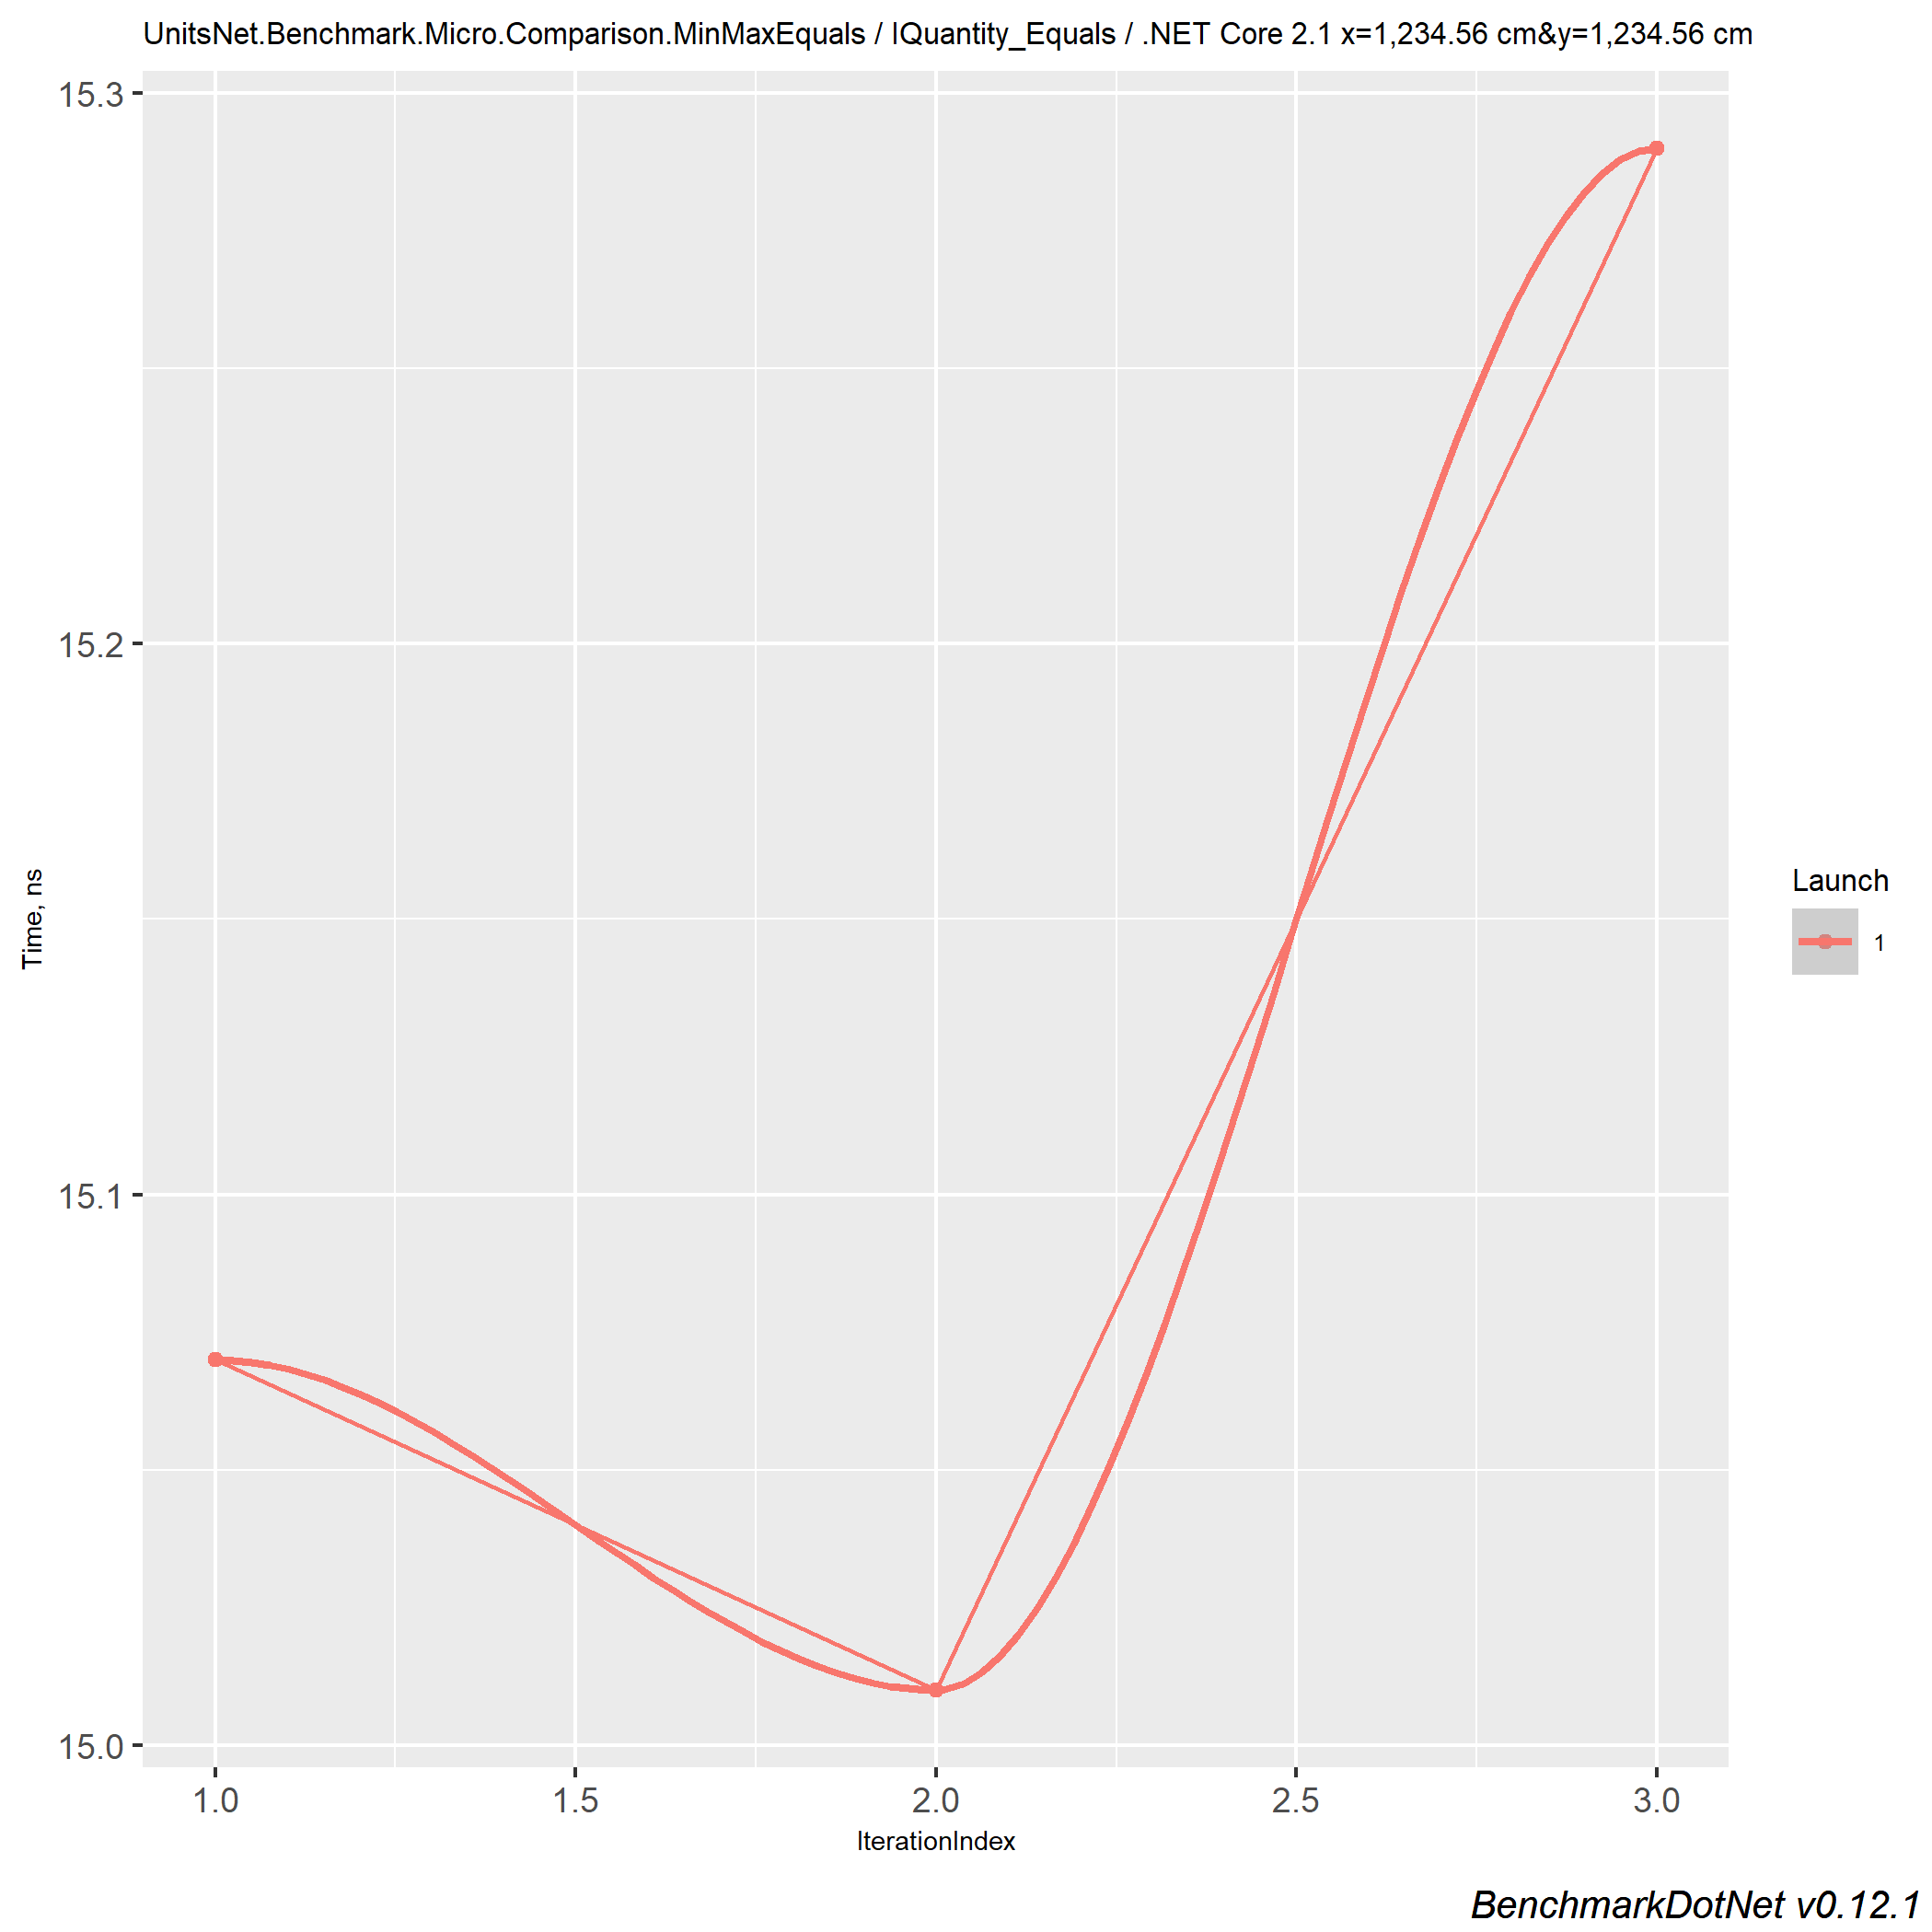 UnitsNet.Benchmark.Micro.Comparison.MinMaxEquals / IQuantity_Equals / .NET Core 2.1 x=1,234.56 cm&y=1,234.56 cm
15.3
15.2
15.1
15.0
Time, ns
1.0 1.5 2.0 2.5 3.0
IterationIndex
Launch
1
BenchmarkDotNet v0.12.1